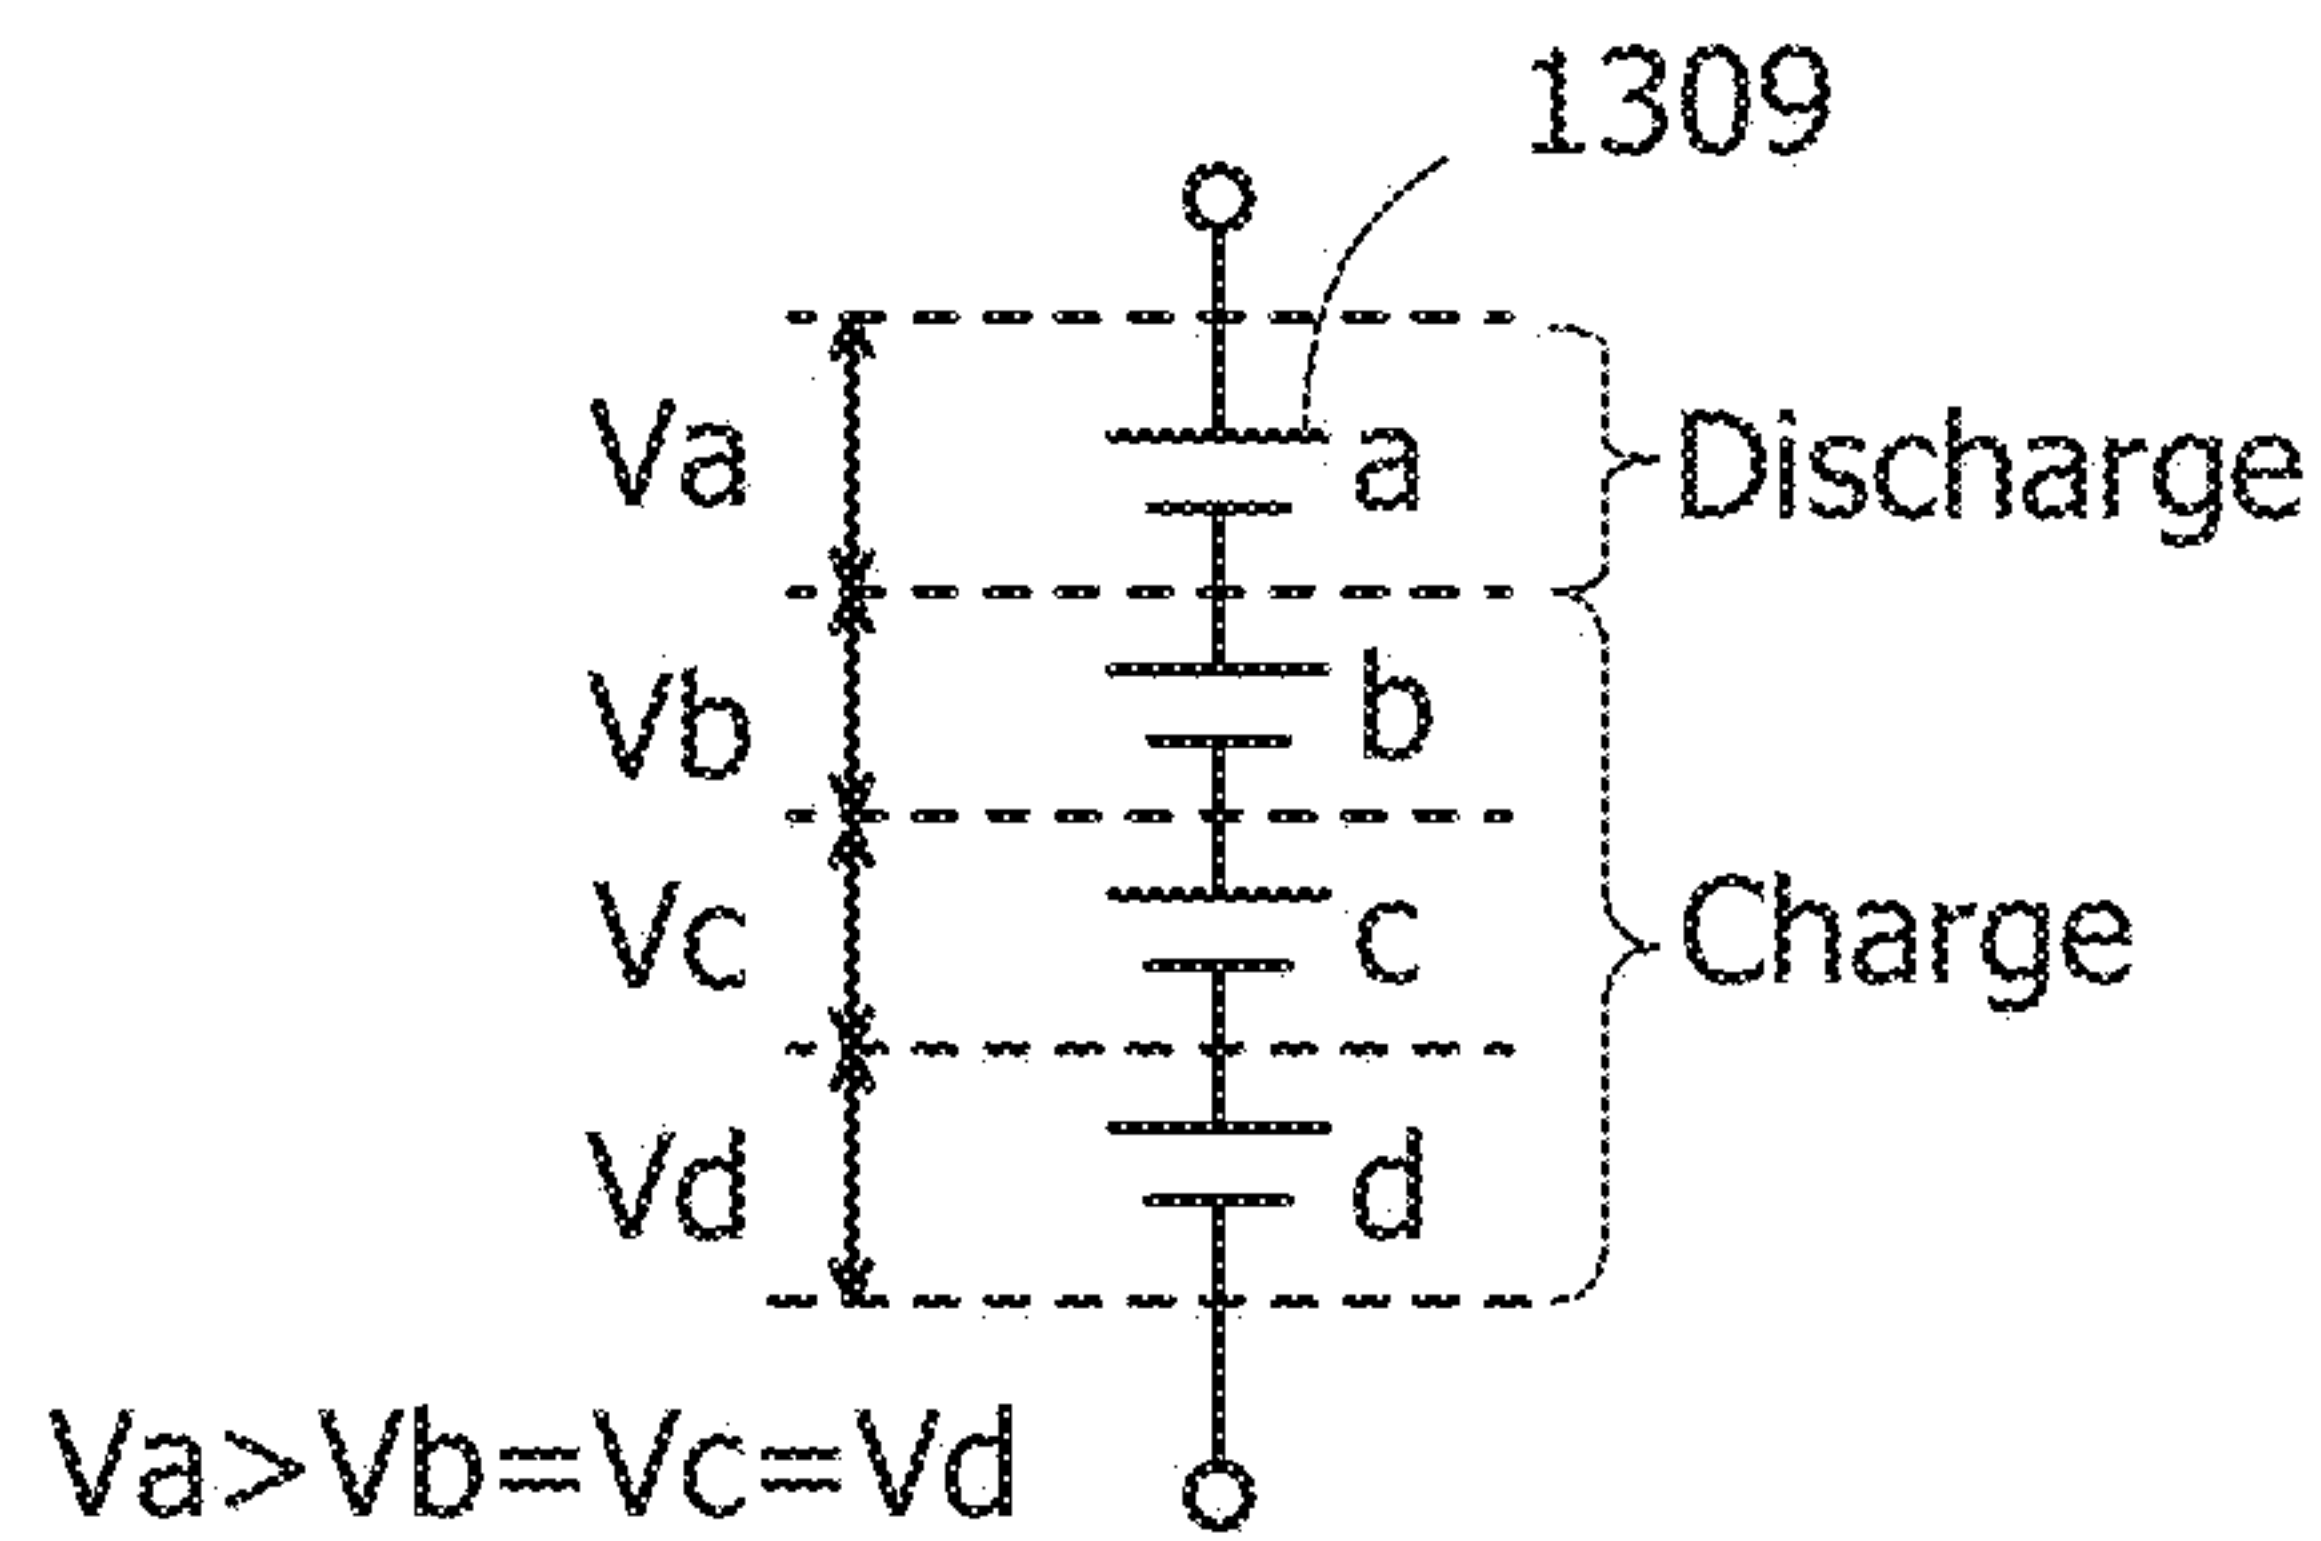 1309
Va
a
Discharge
Vb
b
Vc
c
Charge
Vd
d
Va>Vb=Vc=Vd